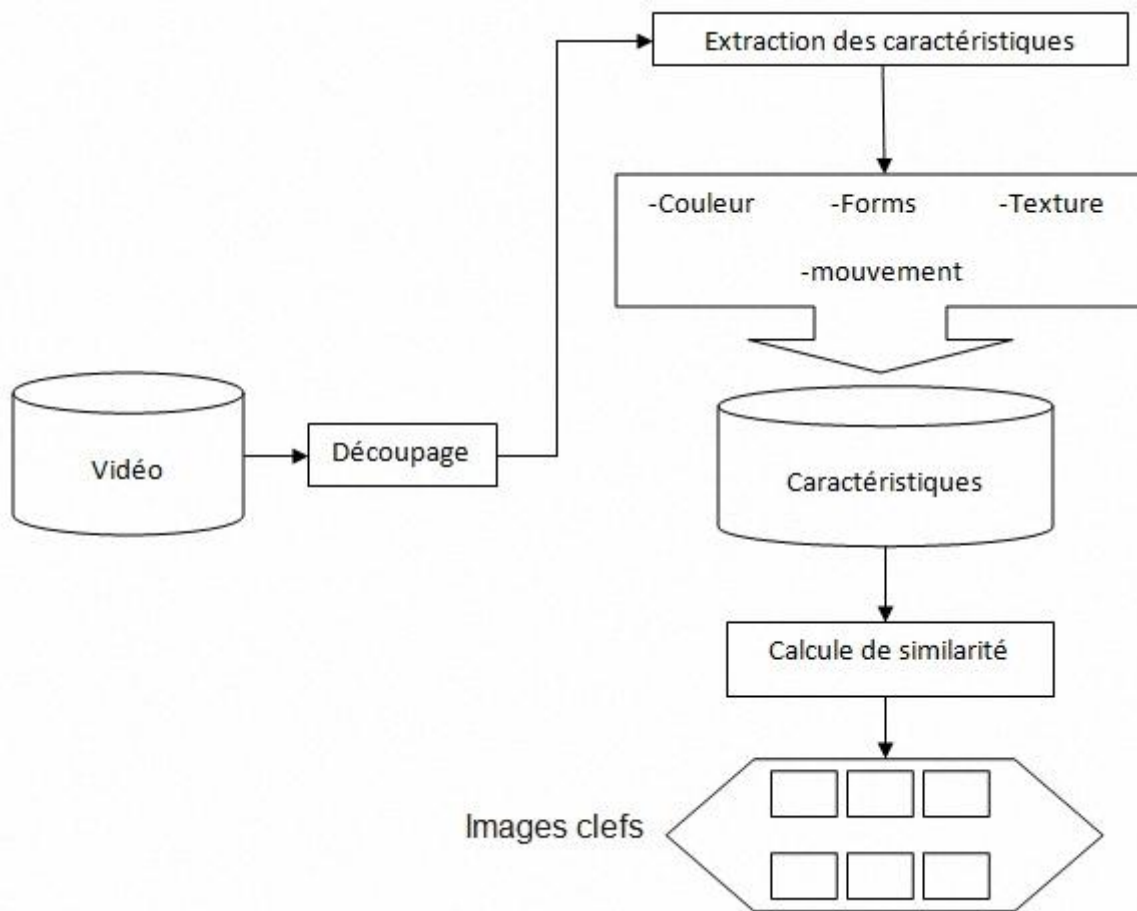 Extraction des caractéristiques
-Couleur -Forms -Texture
-mouvement
Vidéo
Découpage
Caractéristiques
Calcule de similarité
Images clefs